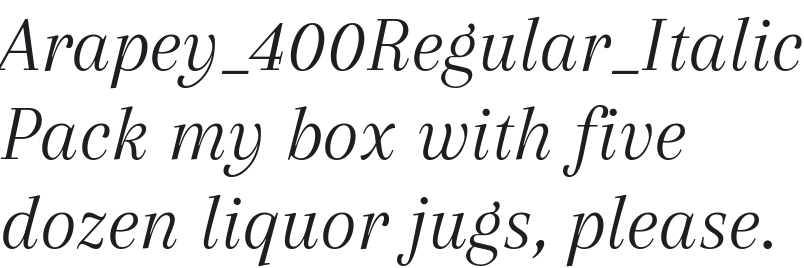 Arapey_400Regular_Italic
Pack my box with five
dozen liquor jugs, please.